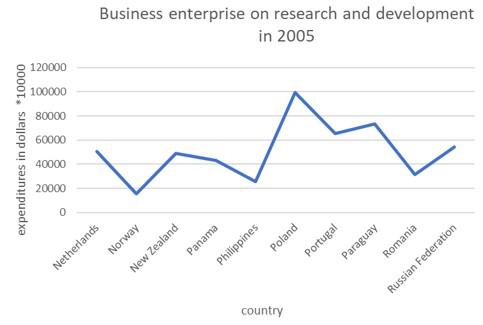 Business enterprise on research and development
in 2005
expenditures in dollars *10000
120000
100000
80000
60000
40000
20000
0
Netherlands
Norway
New Zealand
Panama
Philippines
Poland
Portugal
Paraguay
Romania
Russian Federation
country